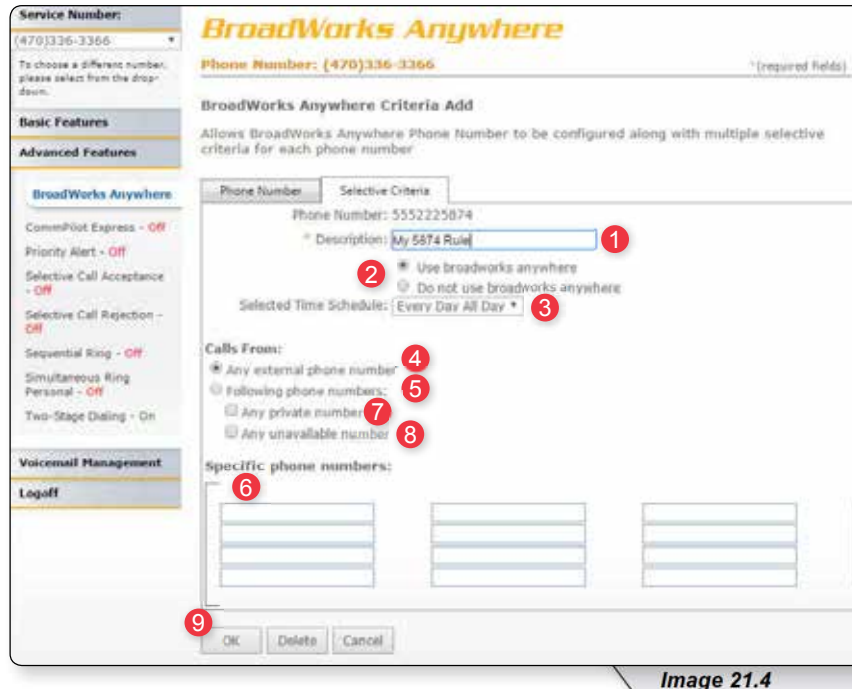 Service Number:
(470)336-3366
To choose a different number,
please select from the drop-
down.
Basic Features
Advanced Features
BroadWorks Anywhere
CommPilot Express - Off
Priority Alert - Off
Selective Call Acceptance
- Off
Selective Call Rejection -
Off
Sequential Ring - Off
Simultaneous Ring
Personal - Off
Two-Stage Dialing - On
Voicemail Management
Logoff
BroadWorks Anywhere
Phone Number: (470)336-3366
*(required fields)
BroadWorks Anywhere Criteria Add
Allows BroadWorks Anywhere Phone Number to be configured along with multiple selective
criteria for each phone number
Phone Number Selective Criteria
Phone Number: 5552225874
* Description: My 5874 Rule 1
2 Use broadworks anywhere
Do not use broadworks anywhere
Selected Time Schedule: Every Day All Day 3
Calls From:
Any external phone number 4
Following phone numbers: 5
Any private number 7
Any unavailable number 8
Specific phone numbers:
6
9
OK Delete Cancel
Image 21.4